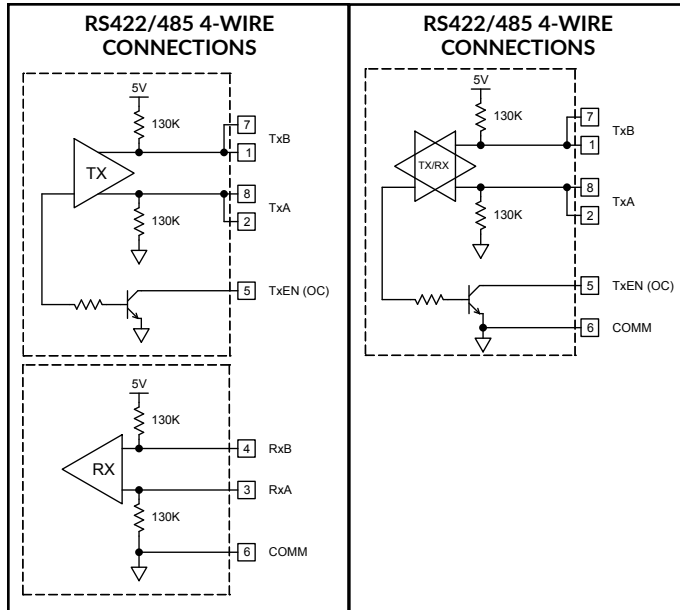 RS422/485 4-WIRE
CONNECTIONS
5V
130K
7
TxB
1
TX
8
TxA
130K
2
5
TxEN (OC)
5V
130K
4
RxB
RX
3
RxA
130K
6
COMM
RS422/485 4-WIRE
CONNECTIONS
5V
130K
7
TxB
1
TX/RX
8
TxA
130K
2
5
TxEN (OC)
6
COMM